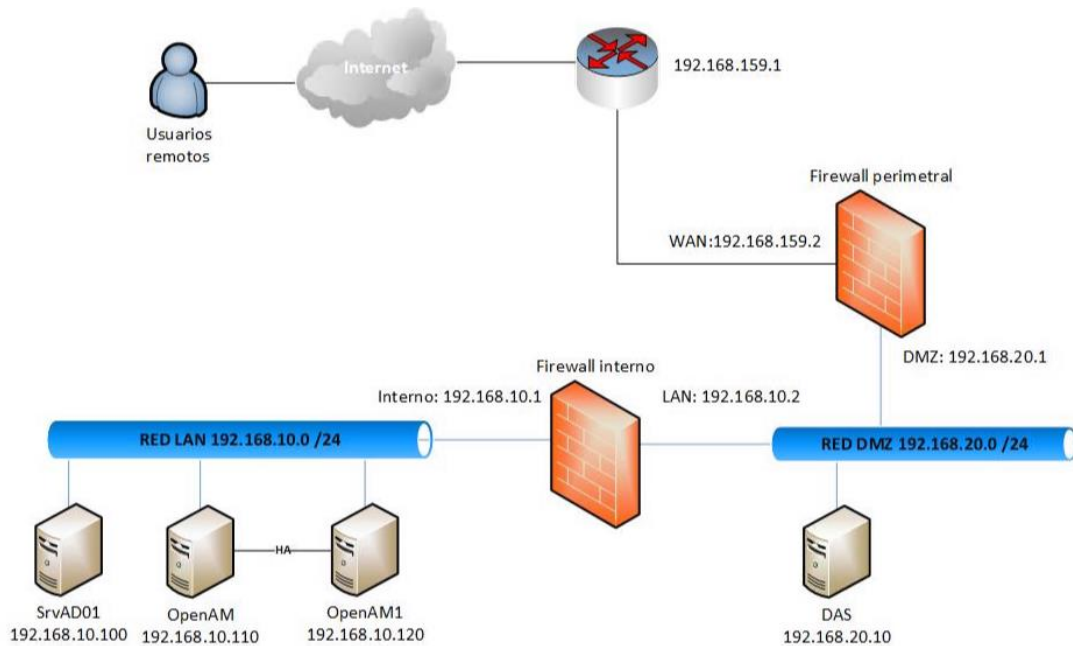 Internet
192.168.159.1
Usuarios
remotos
Firewall perimetral
WAN:192.168.159.2
DMZ: 192.168.20.1
Firewall interno
Interno: 192.168.10.1
LAN: 192.168.10.2
RED LAN 192.168.10.0 /24
RED DMZ 192.168.20.0 /24
HA
SrvAD01
192.168.10.100
OpenAM
192.168.10.110
OpenAM1
192.168.10.120
DAS
192.168.20.10